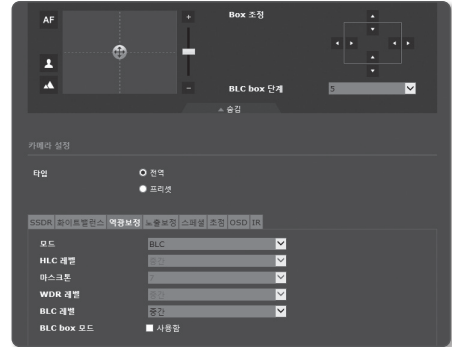 AF
+
Box 조정
-
BLC box 단계
5
숨김
카메라 설정
타입
전역
프리셋
SSDR 화이트밸런스 역광보정 노출보정 스페셜 초점 OSD IR
모드
BLC
HLC 레벨
중간
마스크톤
7
WDR 레벨
중간
BLC 레벨
중간
BLC box 모드
사용함